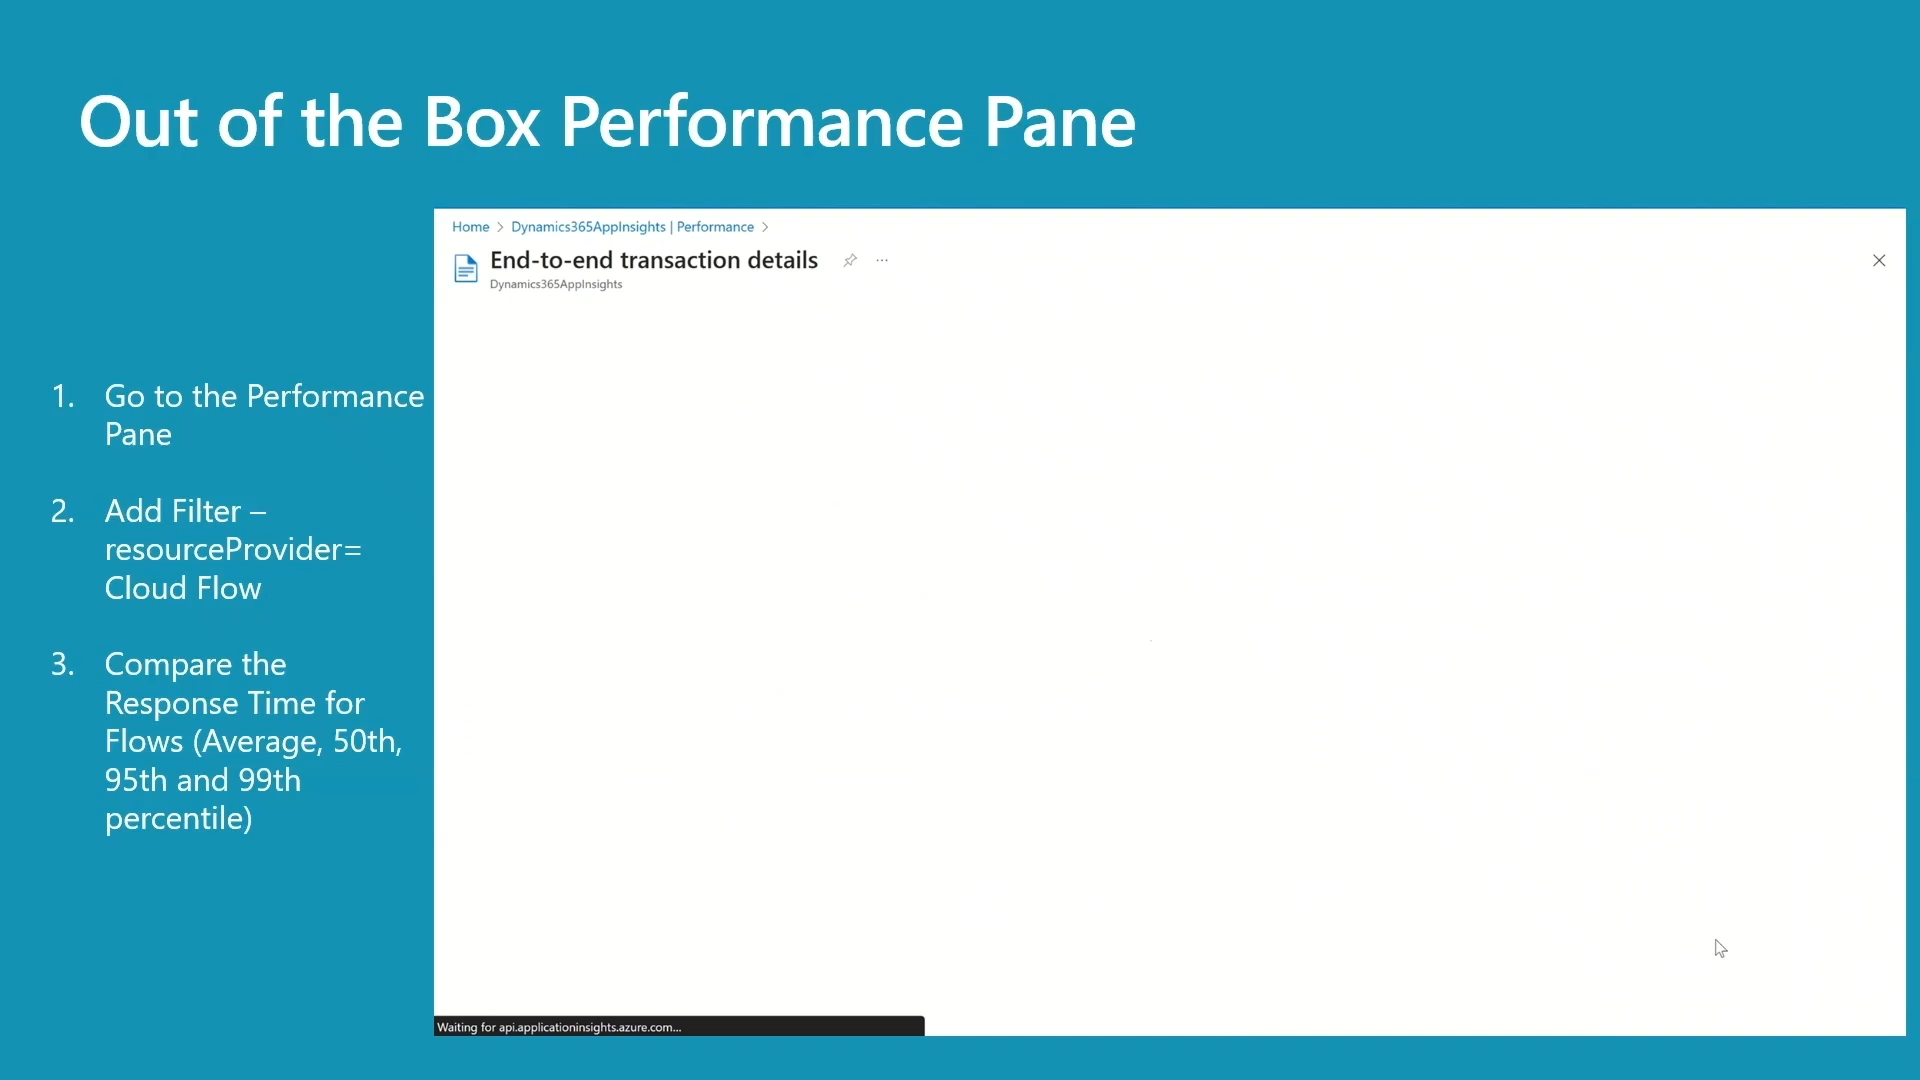 Out of the Box Performance Pane
1. Go to the Performance
Pane
2. Add Filter –
resourceProvider=
Cloud Flow
3. Compare the
Response Time for
Flows (Average, 50th,
95th and 99th
percentile)
Home > Dynamics365AppInsights | Performance >
End-to-end transaction details ...
Dynamics365AppInsights
Waiting for api.applicationinsights.azure.com...